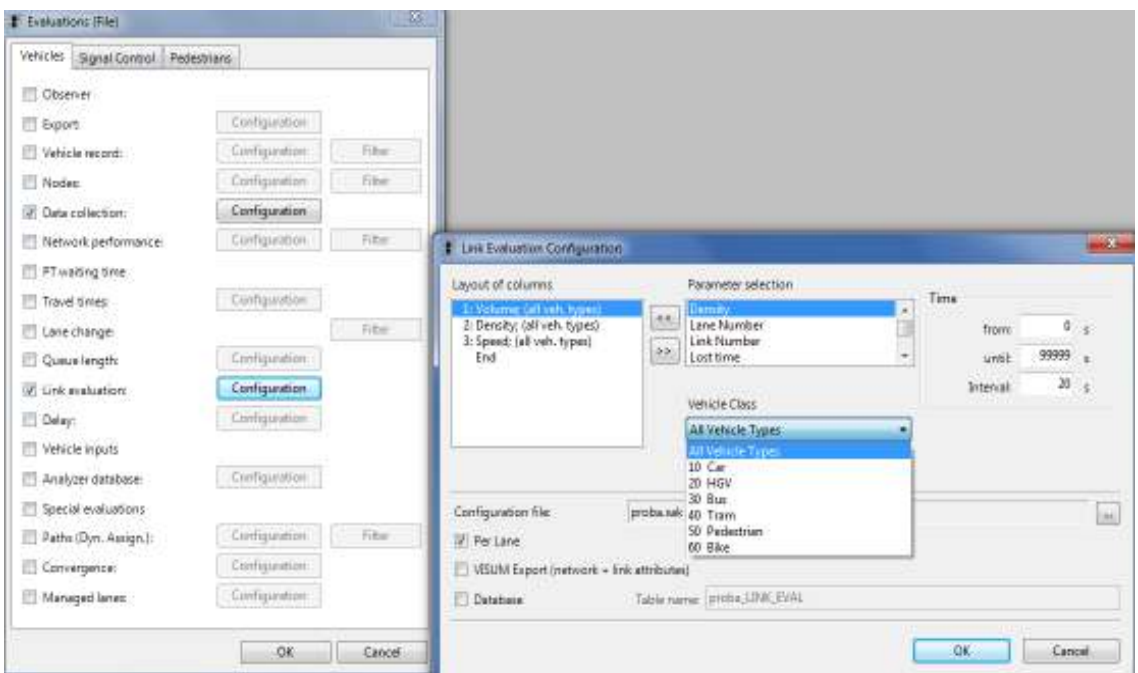 Evaluations (File)
Vehicles Signal Control Pedestrians
Observer
Export: Configuration
Vehicle record: Configuration Filter
Nodes: Configuration Filter
Data collection: Configuration
Network performance: Configuration Filter
PT waiting time
Travel times: Configuration
Lane change: Filter
Queue length: Configuration
Link evaluation: Configuration
Delay: Configuration
Vehicle inputs
Analyzer database: Configuration
Special evaluations
Paths (Dyn. Assign.): Configuration Filter
Convergence: Configuration
Managed lanes: Configuration
OK Cancel
Link Evaluation Configuration
Layout of columns
1: Volume; (all veh. types)
2: Density; (all veh. types)
3: Speed; (all veh. types)
End
<<
>>
Parameter selection
Density
Lane Number
Link Number
Lost time
Time
from: 0 s
until: 99999 s
Interval: 20 s
Vehicle Class
All Vehicle Types
All Vehicle Types
10 Car
20 HGV
30 Bus
40 Tram
50 Pedestrian
60 Bike
Configuration file: proba.sak ...
Per Lane
VISUM Export (network + link attributes)
Database Table name: proba_LINK_EVAL
OK Cancel